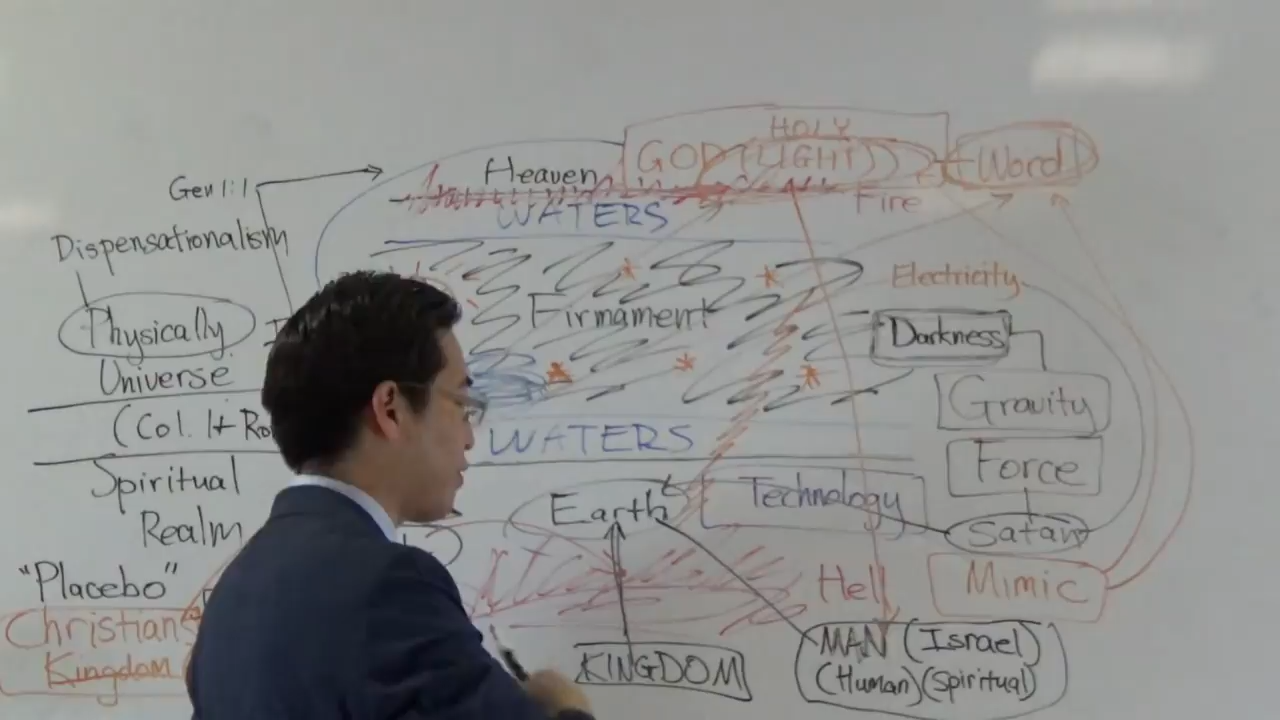 HOLY
Heaven GOD (LIGHT) Word
Gen 1:1
WATERS Fire
Dispensationalism
Electricity
Physically Firmament Darkness
Universe
Gravity
(Col. 1+ Ro
WATERS
Force
Spiritual
Earth Technology
Realm Satan
"Placebo" Hell Mimic
Christian
Kingdom KINGDOM MAN (Israel)
(Human)(Spiritual)